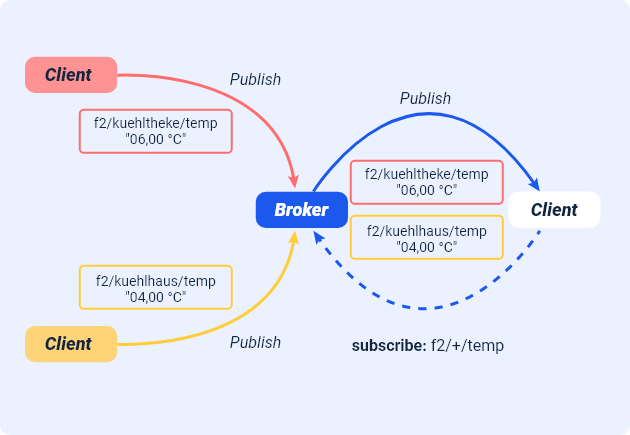 Client
Publish
f2/kuehltheke/temp
"06,00 °C"
Publish
f2/kuehltheke/temp
"06,00 °C"
Broker
Client
f2/kuehlhaus/temp
"04,00 °C"
f2/kuehlhaus/temp
"04,00 °C"
Client
Publish
subscribe: f2/+/temp